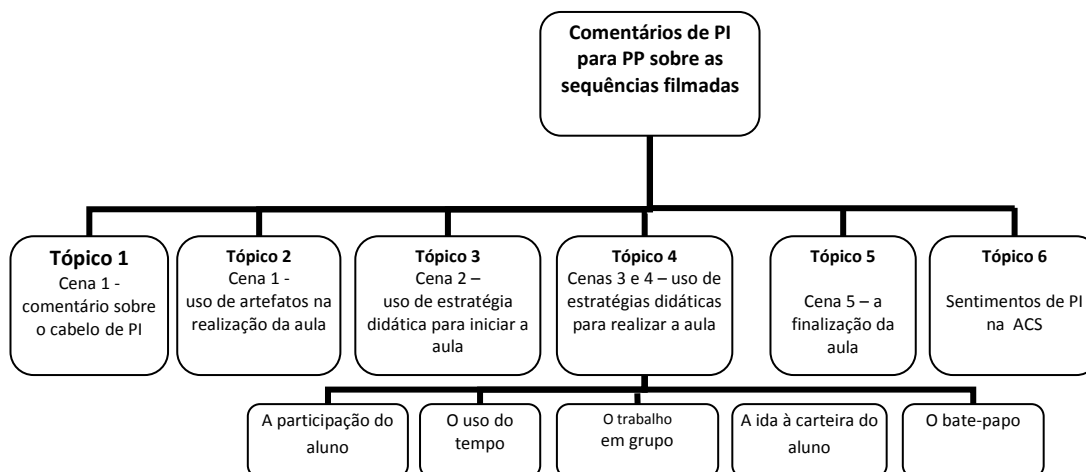 Comentários de PI
para PP sobre as
sequências filmadas
Tópico 1
Cena 1 -
comentário sobre
o cabelo de PI
Tópico 2
Cena 1 -
uso de artefatos na
realização da aula
Tópico 3
Cena 2 –
uso de estratégia
didática para iniciar a
aula
Tópico 4
Cenas 3 e 4 – uso de
estratégias didáticas
para realizar a aula
Tópico 5
Cena 5 – a
finalização da
aula
Tópico 6
Sentimentos de PI
na ACS
A participação do
aluno
O uso do
tempo
O trabalho
em grupo
A ida à carteira do
aluno
O bate-papo